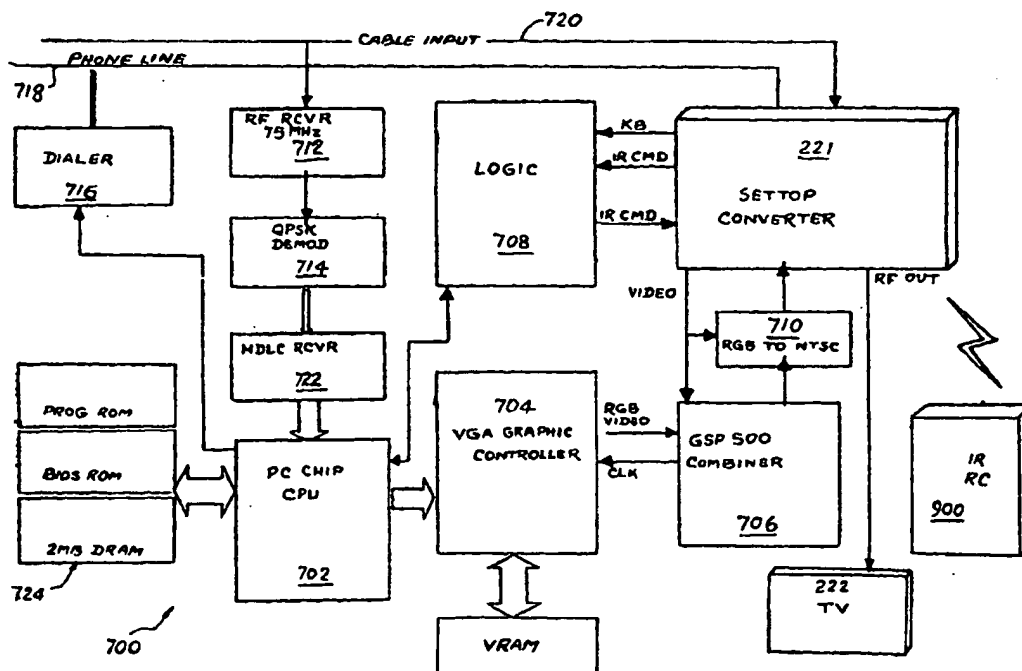 720
CABLE INPUT
PHONE LINE
718
DIALER
716
RF RCVR
75 MHz
712
LOGIC
708
KB
IR CMD
IR CMD
221
SETTOP
CONVERTER
QPSK
DEMOD
714
VIDEO
RF OUT
710
RGB TO NTSC
HDLC RCVR
722
PROG ROM
BIOS ROM
2MB DRAM
724
PC CHIP
CPU
702
704
VGA GRAPHIC
CONTROLLER
RGB
VIDEO
CLK
GSP 500
COMBINER
706
IR
RC
900
222
TV
700
VRAM